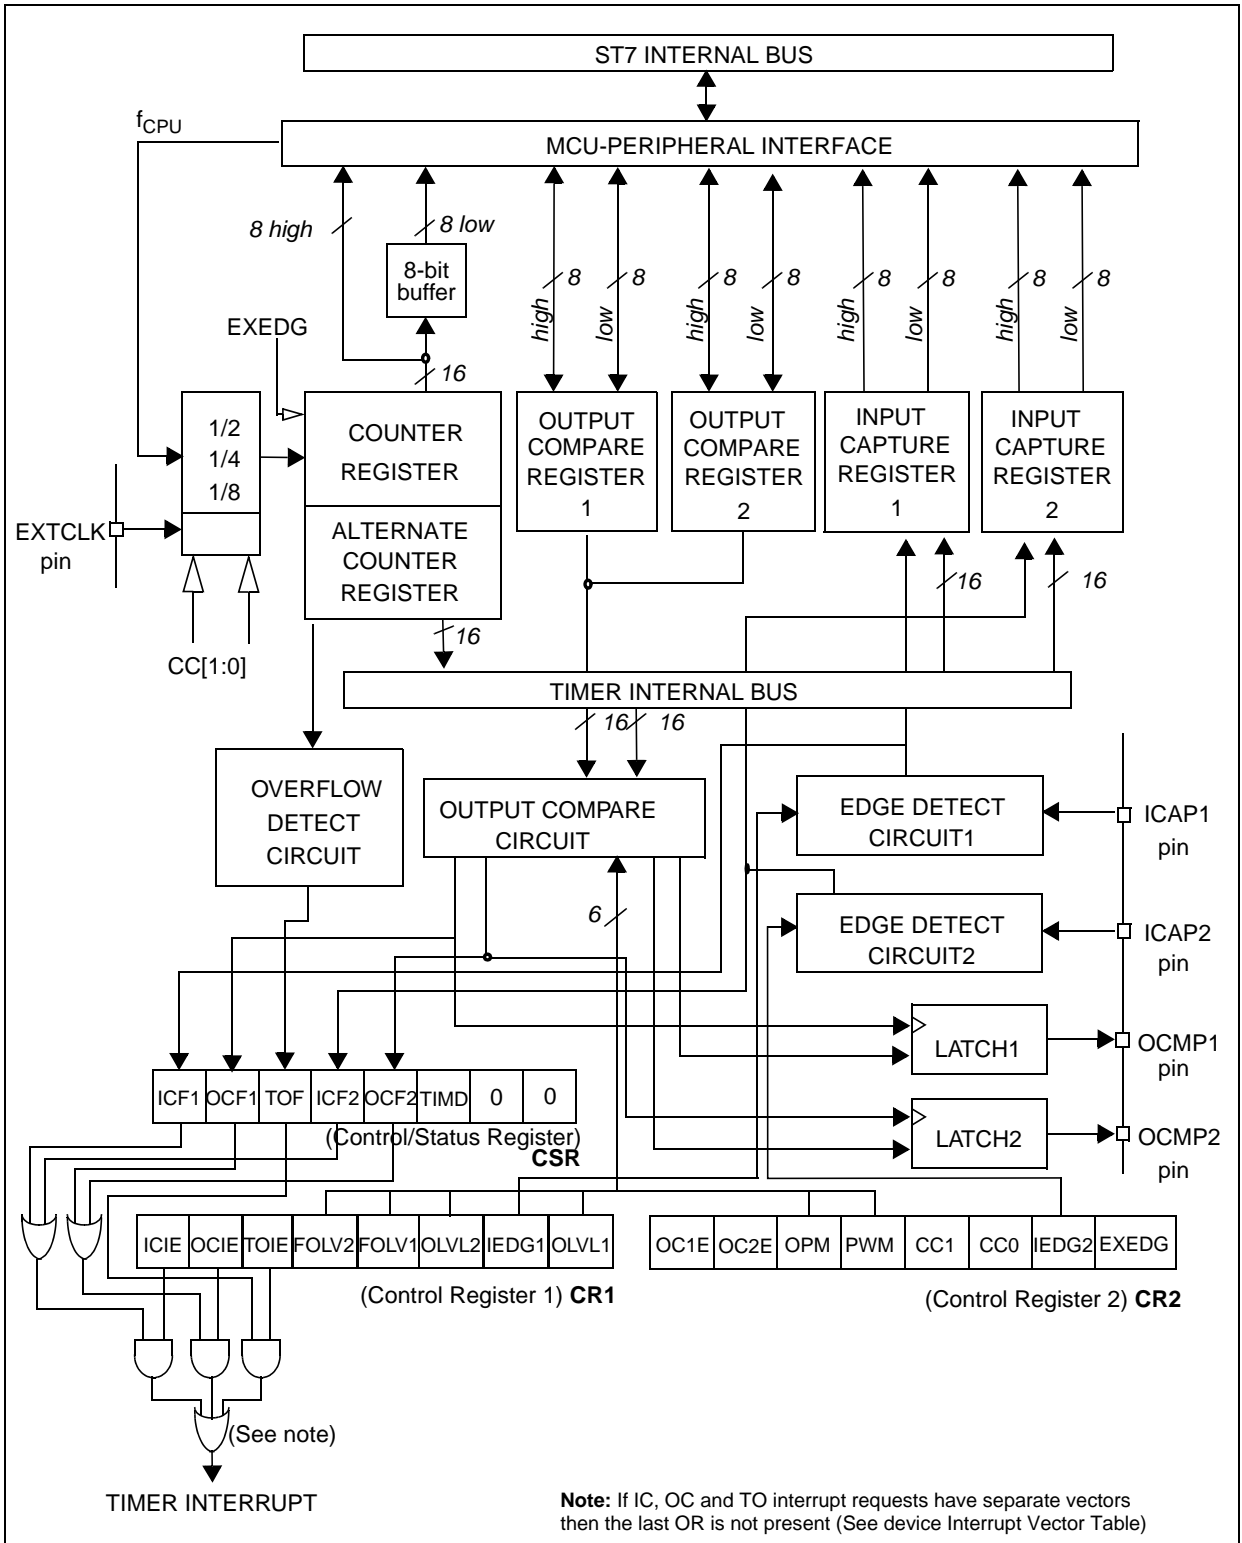 ST7 INTERNAL BUS
fCPU
MCU-PERIPHERAL INTERFACE
8 high
8 low
8-bit
buffer
8
8
8
8
8
8
8
8
high
low
high
low
high
low
high
low
EXEDG
16
1/2
1/4
1/8
COUNTER
REGISTER
OUTPUT
COMPARE
REGISTER
1
OUTPUT
COMPARE
REGISTER
2
INPUT
CAPTURE
REGISTER
1
INPUT
CAPTURE
REGISTER
2
EXTCLK
pin
ALTERNATE
COUNTER
REGISTER
16
16
16
CC[1:0]
TIMER INTERNAL BUS
16
16
OVERFLOW
DETECT
CIRCUIT
OUTPUT COMPARE
CIRCUIT
EDGE DETECT
CIRCUIT1
ICAP1
pin
6
EDGE DETECT
CIRCUIT2
ICAP2
pin
LATCH1
OCMP1
pin
LATCH2
OCMP2
pin
ICF1 OCF1 TOF ICF2 OCF2 TIMD 0 0
(Control/Status Register)
CSR
ICIE OCIE TOIE FOLV2 FOLV1 OLVL2 IEDG1 OLVL1
(Control Register 1) CR1
OC1E OC2E OPM PWM CC1 CC0 IEDG2 EXEDG
(Control Register 2) CR2
(See note)
TIMER INTERRUPT
Note: If IC, OC and TO interrupt requests have separate vectors
then the last OR is not present (See device Interrupt Vector Table)